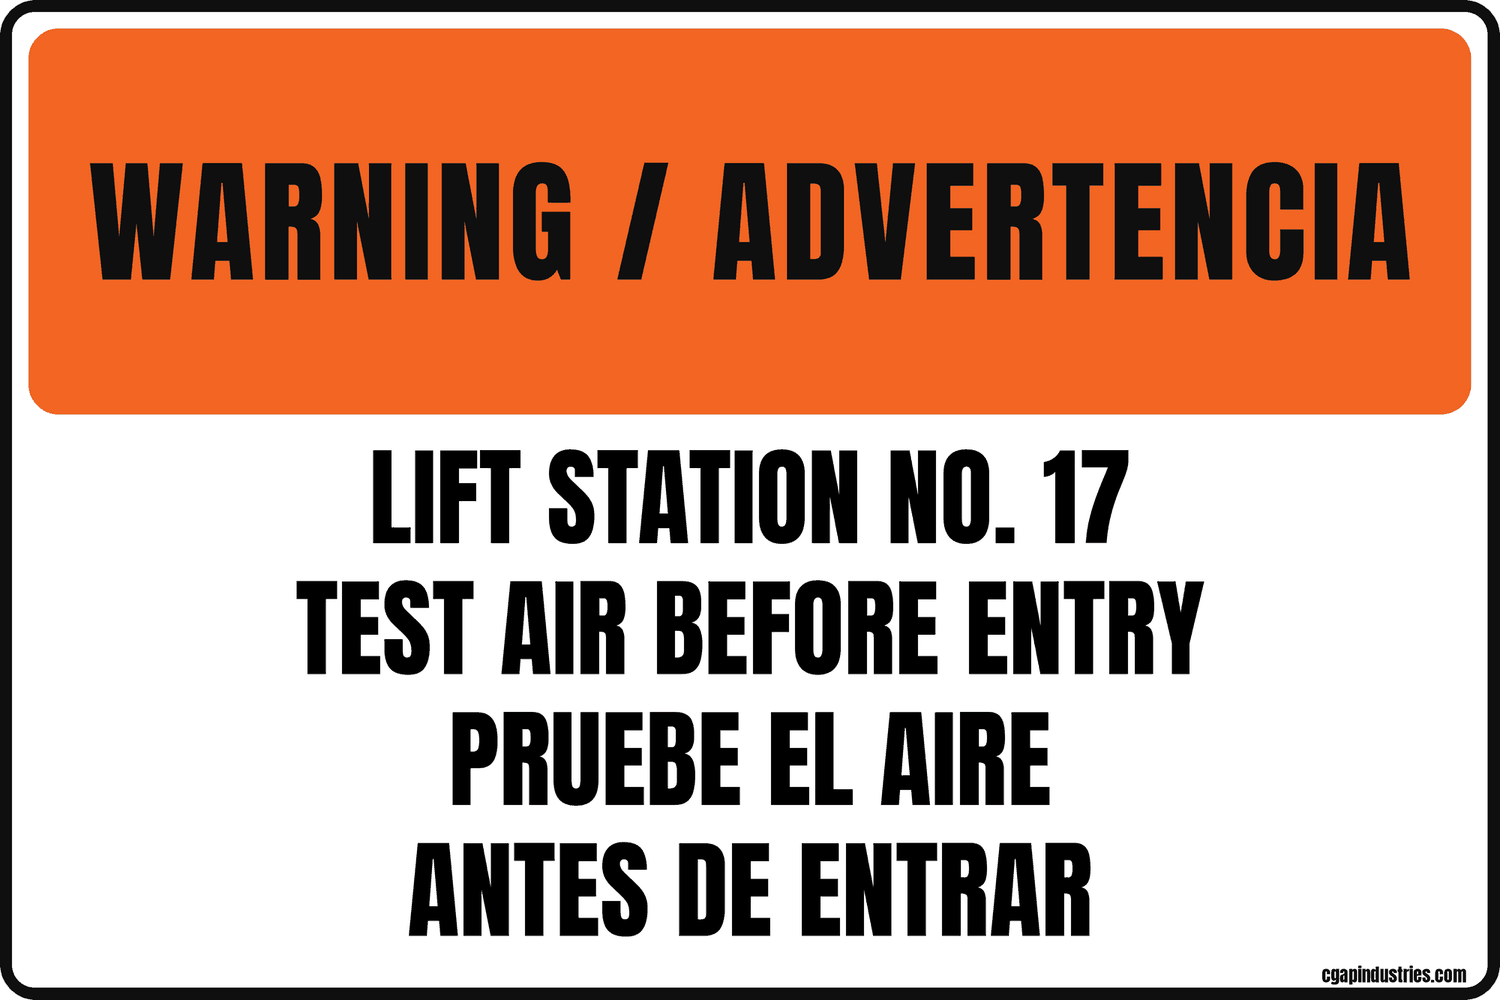 WARNING / ADVERTENCIA
LIFT STATION NO. 17
TEST AIR BEFORE ENTRY
PRUEBE EL AIRE
ANTES DE ENTRAR
cgapindustries.com